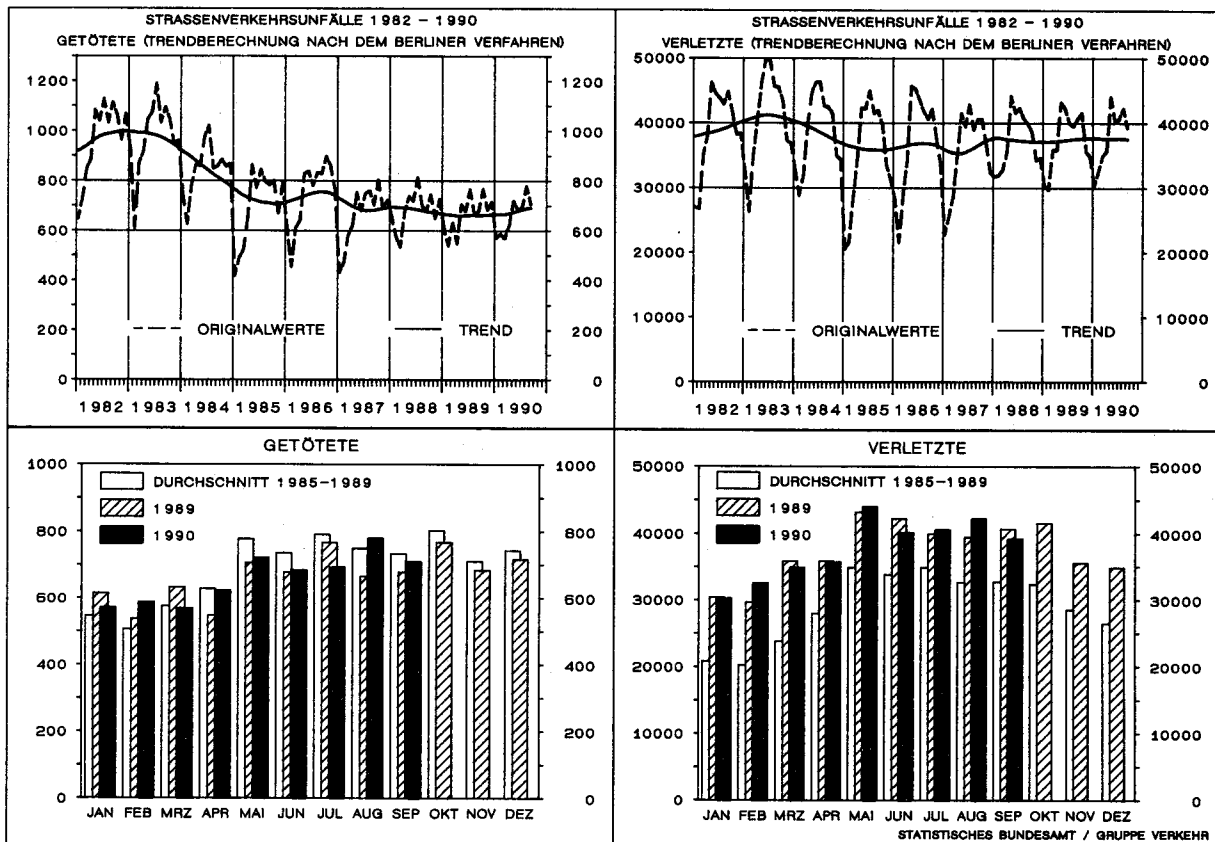 STRASSENVERKEHRSUNFÄLLE 1982 – 1990
GETÖTETE (TRENDBERECHNUNG NACH DEM BERLINER VERFAHREN)
1200 1200
1000 1000
800 800
600 600
400 400
200 200
0 0
ORIGINALWERTE TREND
1982 1983 1984 1985 1986 1987 1988 1989 1990
STRASSENVERKEHRSUNFÄLLE 1982 – 1990
VERLETZTE (TRENDBERECHNUNG NACH DEM BERLINER VERFAHREN)
50000 50000
40000 40000
30000 30000
20000 20000
10000 10000
0 0
ORIGINALWERTE TREND
1982 1983 1984 1985 1986 1987 1988 1989 1990
GETÖTETE
1000 1000
800 800
600 600
400 400
200 200
0 0
DURCHSCHNITT 1985–1989
1989
1990
JAN FEB MRZ APR MAI JUN JUL AUG SEP OKT NOV DEZ
VERLETZTE
50000 50000
40000 40000
30000 30000
20000 20000
10000 10000
0 0
DURCHSCHNITT 1985–1989
1989
1990
JAN FEB MRZ APR MAI JUN JUL AUG SEP OKT NOV DEZ
STATISTISCHES BUNDESAMT / GRUPPE VERKEHR